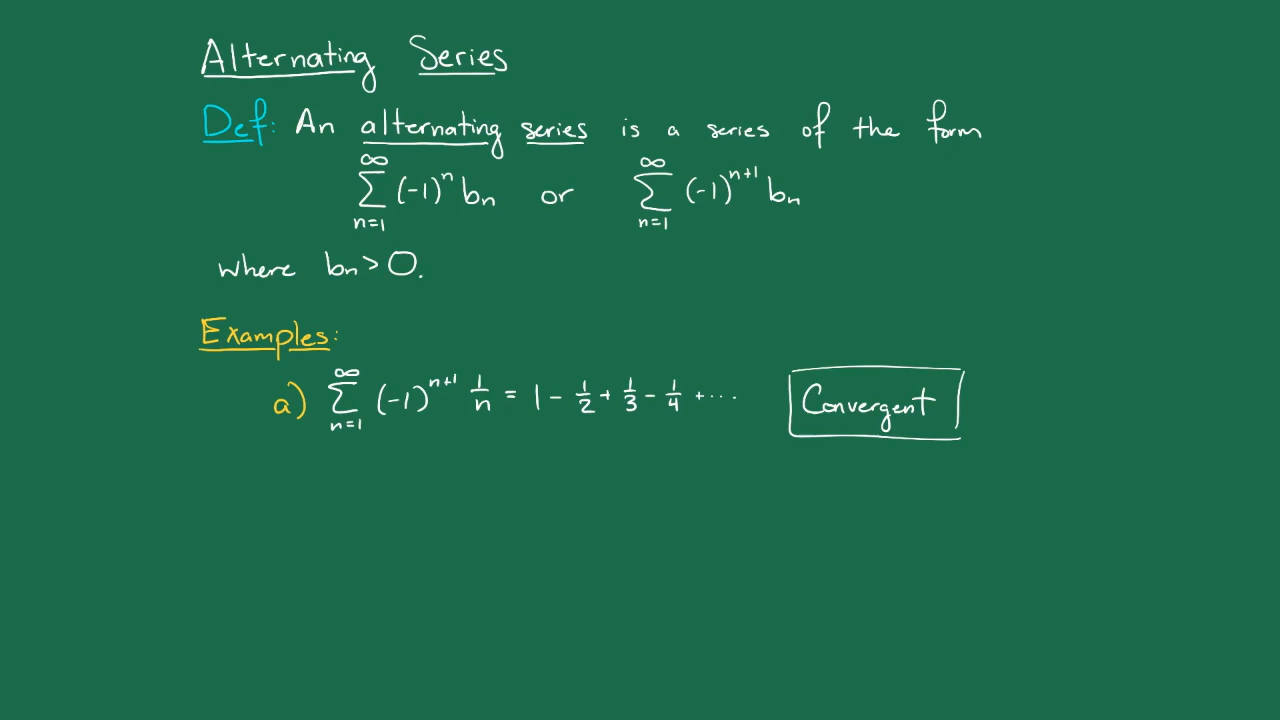 Alternating Series
Def: An alternating series is a series of the form
∞∑n=1 (-1)^n bn or ∞∑n=1 (-1)^n+1 bn
where bn > 0.
Examples:
a) ∞∑n=1 (-1)^n+1 1/n = 1 - 1/2 + 1/3 - 1/4 + ··· Convergent